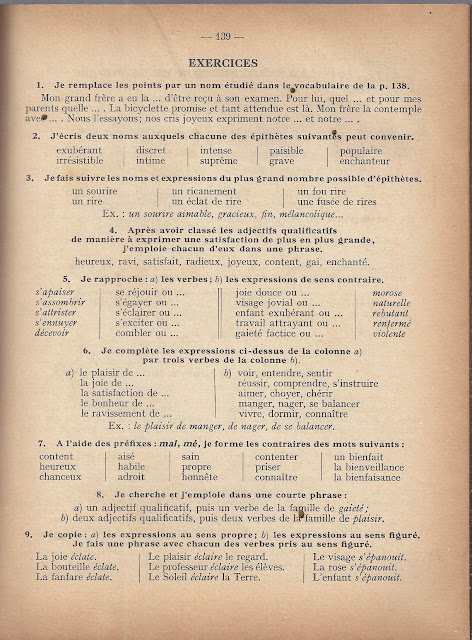 — 139 —
EXERCICES
1. Je remplace les points par un nom étudié dans le vocabulaire de la p. 138.
Mon grand frère a eu la ... d'être reçu à son examen. Pour lui, quel ... et pour mes
parents quelle ... . La bicyclette promise et tant attendue est là. Mon frère la contemple
avec ... . Nous l'essayons; nos cris joyeux expriment notre ... et notre ... .
2. J'écris deux noms auxquels chacune des épithètes suivantes peut convenir.
exubérant discret intense paisible populaire
irrésistible intime suprême grave enchanteur
3. Je fais suivre les noms et expressions du plus grand nombre possible d'épithètes.
un sourire un ricanement un fou rire
un rire un éclat de rire une fusée de rires
Ex. : un sourire aimable, gracieux, fin, mélancolique...
4. Après avoir classé les adjectifs qualificatifs
de manière à exprimer une satisfaction de plus en plus grande,
j'emploie chacun d'eux dans une phrase.
heureux, ravi, satisfait, radieux, joyeux, content, gai, enchanté.
5. Je rapproche : a) les verbes; b) les expressions de sens contraire.
s'apaiser se réjouir ou ... joie douce ou ... morose
s'assombrir s'égayer ou ... visage jovial ou ... naturelle
s'attrister s'éclairer ou ... enfant exubérant ou ... rebutant
s'ennuyer s'exciter ou ... travail attrayant ou ... renfermé
décevoir combler ou ... gaieté factice ou ... violente
6. Je complète les expressions ci-dessus de la colonne a)
par trois verbes de la colonne b).
a) le plaisir de ... b) voir, entendre, sentir
la joie de ... réussir, comprendre, s'instruire
la satisfaction de ... aimer, choyer, chérir
le bonheur de ... manger, nager, se balancer
le ravissement de ... vivre, dormir, connaître
Ex. : le plaisir de manger, de nager, de se balancer.
7. A l'aide des préfixes : mal, mé, je forme les contraires des mots suivants :
content aisé sain contenter un bienfait
heureux habile propre priser la bienveillance
chanceux adroit honnête connaître la bienfaisance
8. Je cherche et j'emploie dans une courte phrase :
a) un adjectif qualificatif, puis un verbe de la famille de gaieté;
b) deux adjectifs qualificatifs, puis deux verbes de la famille de plaisir.
9. Je copie : a) les expressions au sens propre; b) les expressions au sens figuré.
Je fais une phrase avec chacun des verbes pris au sens figuré.
La joie éclate. Le plaisir éclaire le regard. Le visage s'épanouit.
La bouteille éclate. Le professeur éclaire les élèves. La rose s'épanouit.
La fanfare éclate. Le Soleil éclaire la Terre. L'enfant s'épanouit.